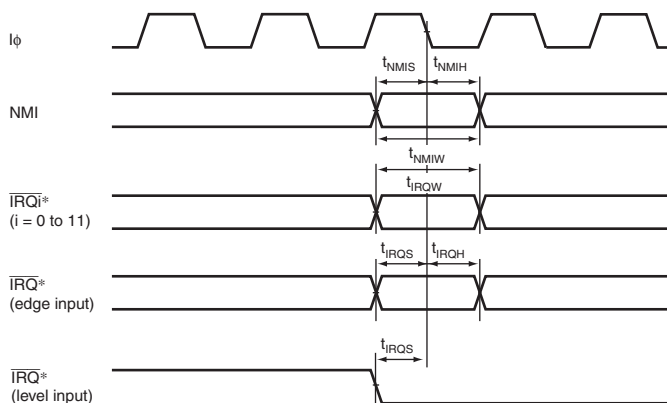 Iϕ
tNMIS tNMIH
NMI
tNMIW
IRQi*
(i = 0 to 11)
tIRQW
tIRQS tIRQH
IRQ*
(edge input)
tIRQS
IRQ*
(level input)